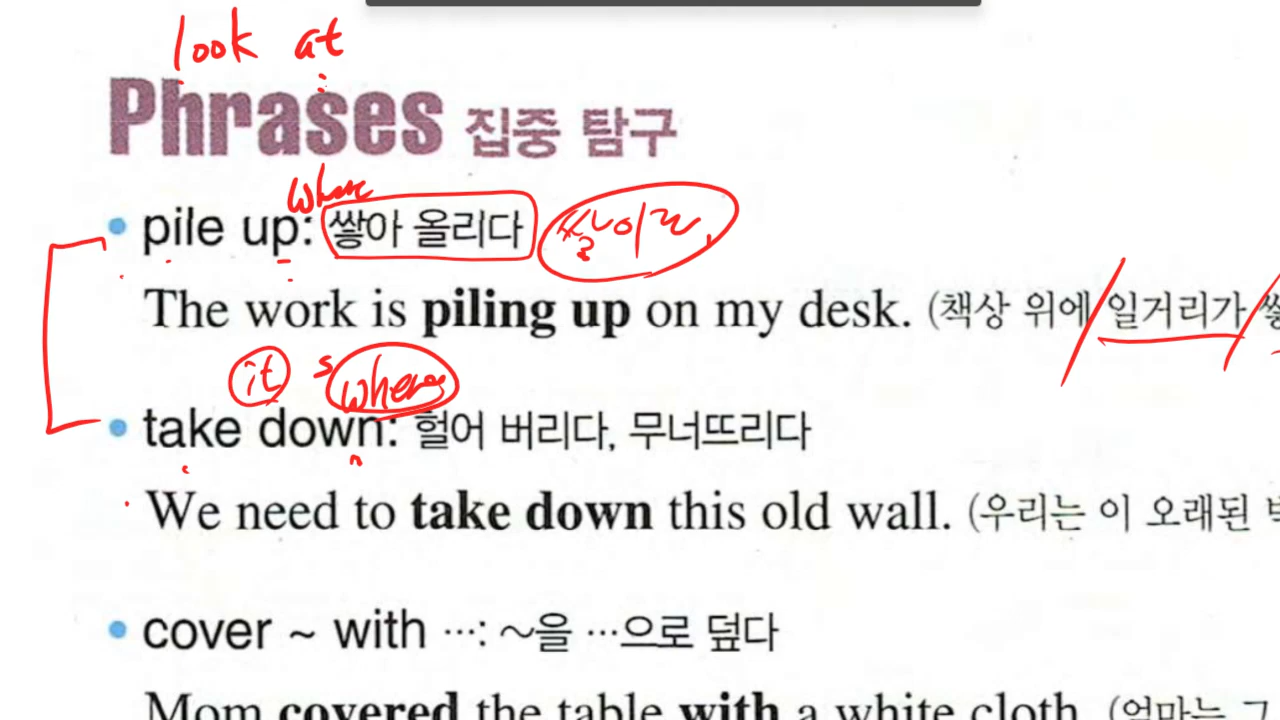 look at
Phrases 집중 탐구
where
pile up: 쌓아 올리다 쌓이다,
The work is piling up on my desk. (책상 위에 일거리가
it s where
take down: 헐어 버리다, 무너뜨리다
We need to take down this old wall. (우리는 이 오래된
cover ~ with …: ~을 …으로 덮다
Mom covered the table with a white cloth. (엄마는 그